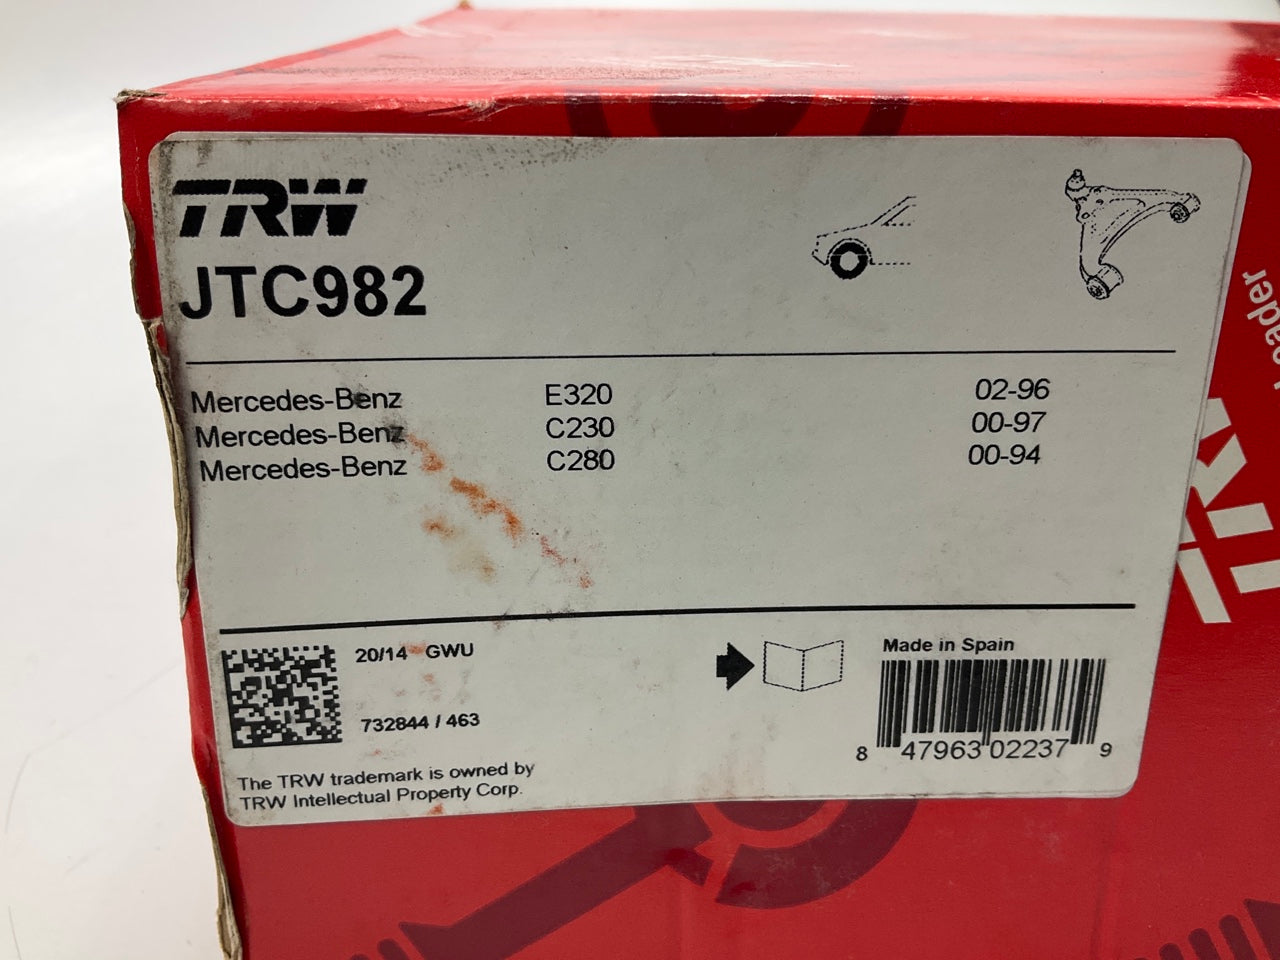 TRW
JTC982
Mercedes-Benz E320 02-96
Mercedes-Benz C230 00-97
Mercedes-Benz C280 00-94
20/14 GWU
732844 / 463
Made in Spain
8 47963 02237 9
The TRW trademark is owned by
TRW Intellectual Property Corp.